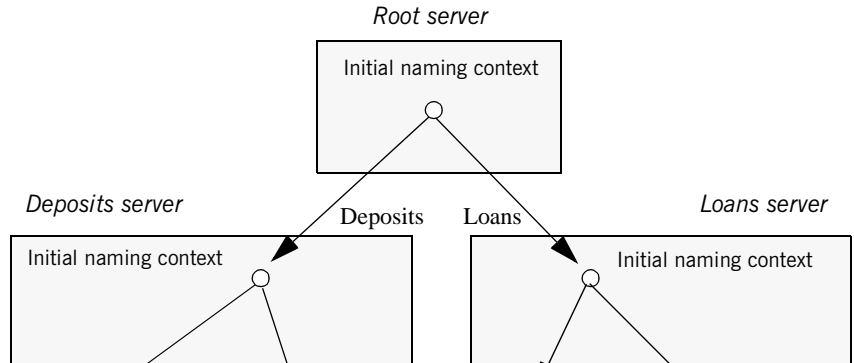 Root server
Initial naming context
Deposits server
Deposits
Loans
Loans server
Initial naming context
Initial naming context